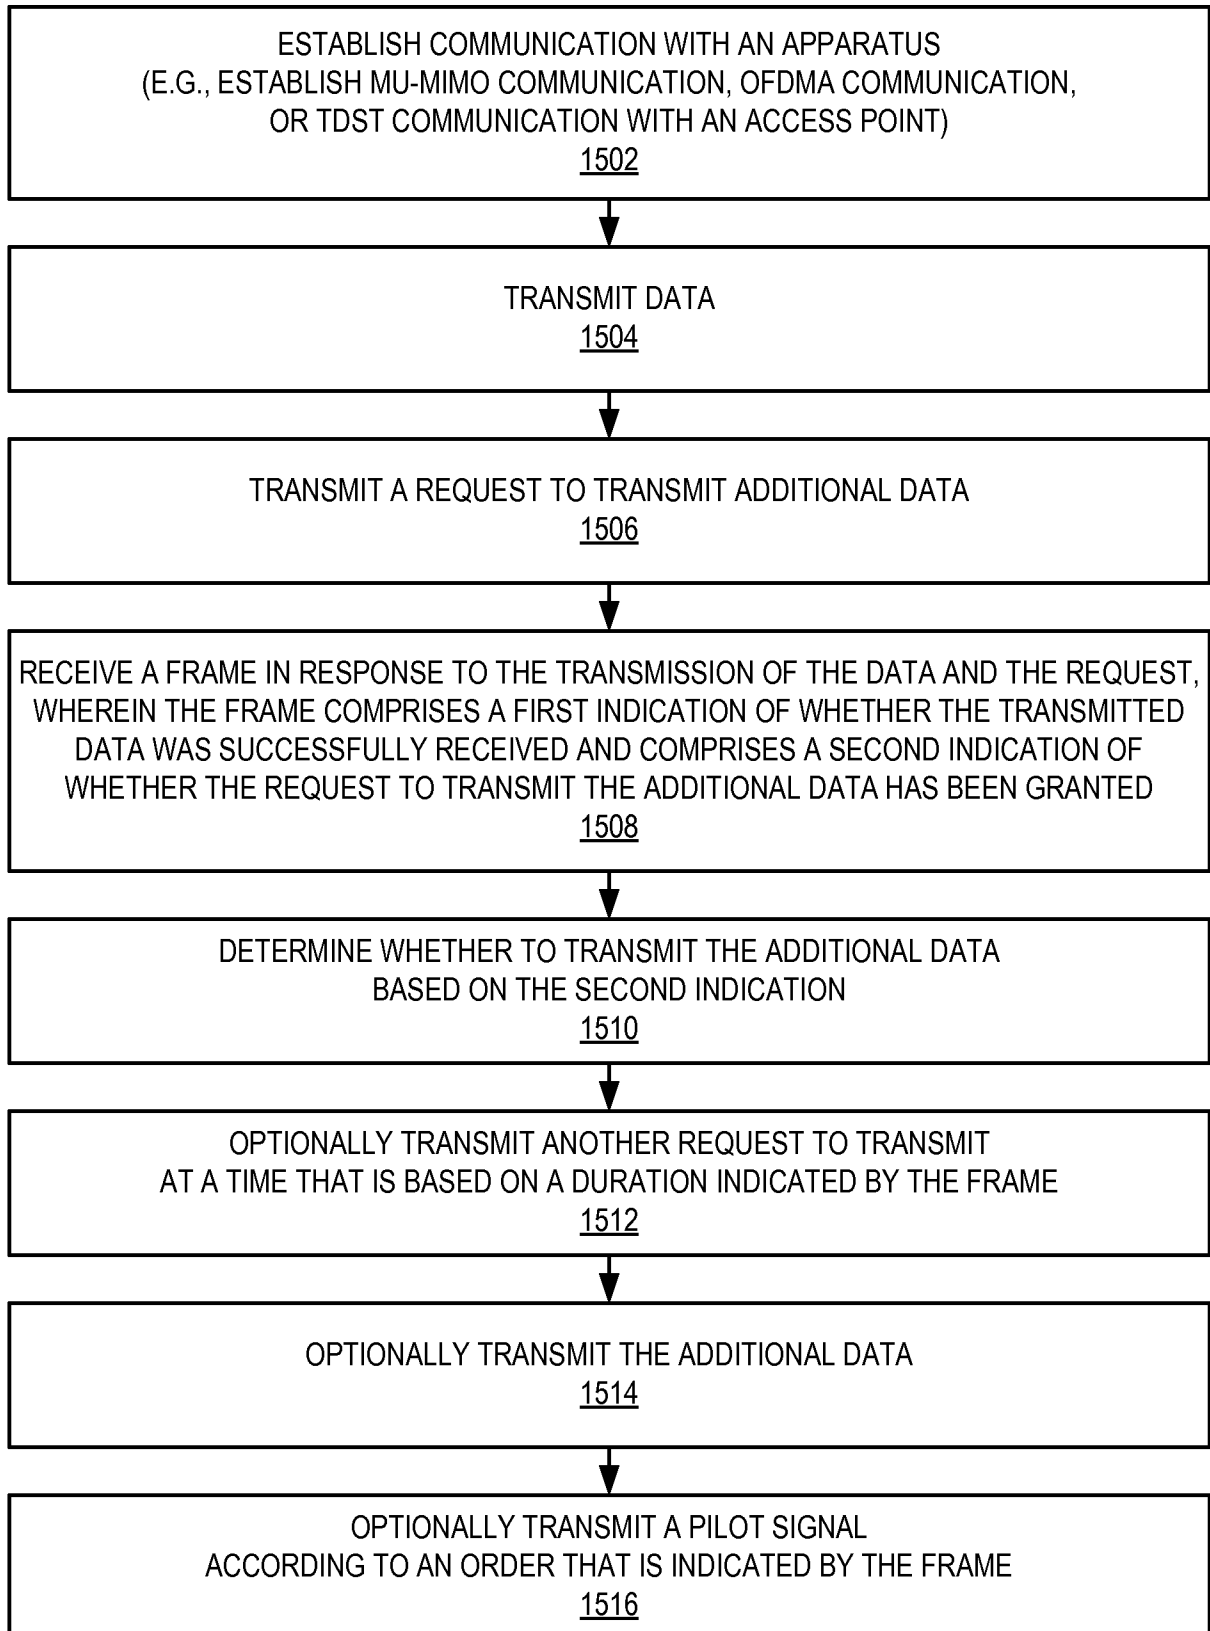 ESTABLISH COMMUNICATION WITH AN APPARATUS
(E.G., ESTABLISH MU-MIMO COMMUNICATION, OFDMA COMMUNICATION,
OR TDST COMMUNICATION WITH AN ACCESS POINT)
1502
TRANSMIT DATA
1504
TRANSMIT A REQUEST TO TRANSMIT ADDITIONAL DATA
1506
RECEIVE A FRAME IN RESPONSE TO THE TRANSMISSION OF THE DATA AND THE REQUEST,
WHEREIN THE FRAME COMPRISES A FIRST INDICATION OF WHETHER THE TRANSMITTED
DATA WAS SUCCESSFULLY RECEIVED AND COMPRISES A SECOND INDICATION OF
WHETHER THE REQUEST TO TRANSMIT THE ADDITIONAL DATA HAS BEEN GRANTED
1508
DETERMINE WHETHER TO TRANSMIT THE ADDITIONAL DATA
BASED ON THE SECOND INDICATION
1510
OPTIONALLY TRANSMIT ANOTHER REQUEST TO TRANSMIT
AT A TIME THAT IS BASED ON A DURATION INDICATED BY THE FRAME
1512
OPTIONALLY TRANSMIT THE ADDITIONAL DATA
1514
OPTIONALLY TRANSMIT A PILOT SIGNAL
ACCORDING TO AN ORDER THAT IS INDICATED BY THE FRAME
1516